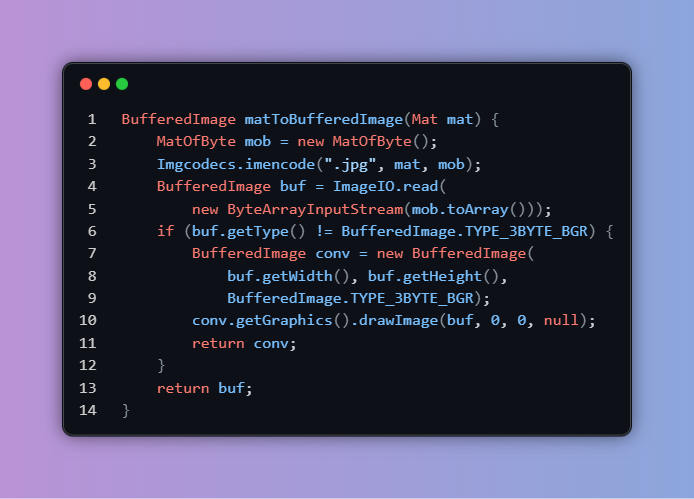 1 BufferedImage matToBufferedImage(Mat mat) {
2     MatOfByte mob = new MatOfByte();
3     Imgcodecs.imencode(".jpg", mat, mob);
4     BufferedImage buf = ImageIO.read(
5         new ByteArrayInputStream(mob.toArray()));
6     if (buf.getType() != BufferedImage.TYPE_3BYTE_BGR) {
7         BufferedImage conv = new BufferedImage(
8             buf.getWidth(), buf.getHeight(),
9             BufferedImage.TYPE_3BYTE_BGR);
10         conv.getGraphics().drawImage(buf, 0, 0, null);
11         return conv;
12     }
13     return buf;
14 }